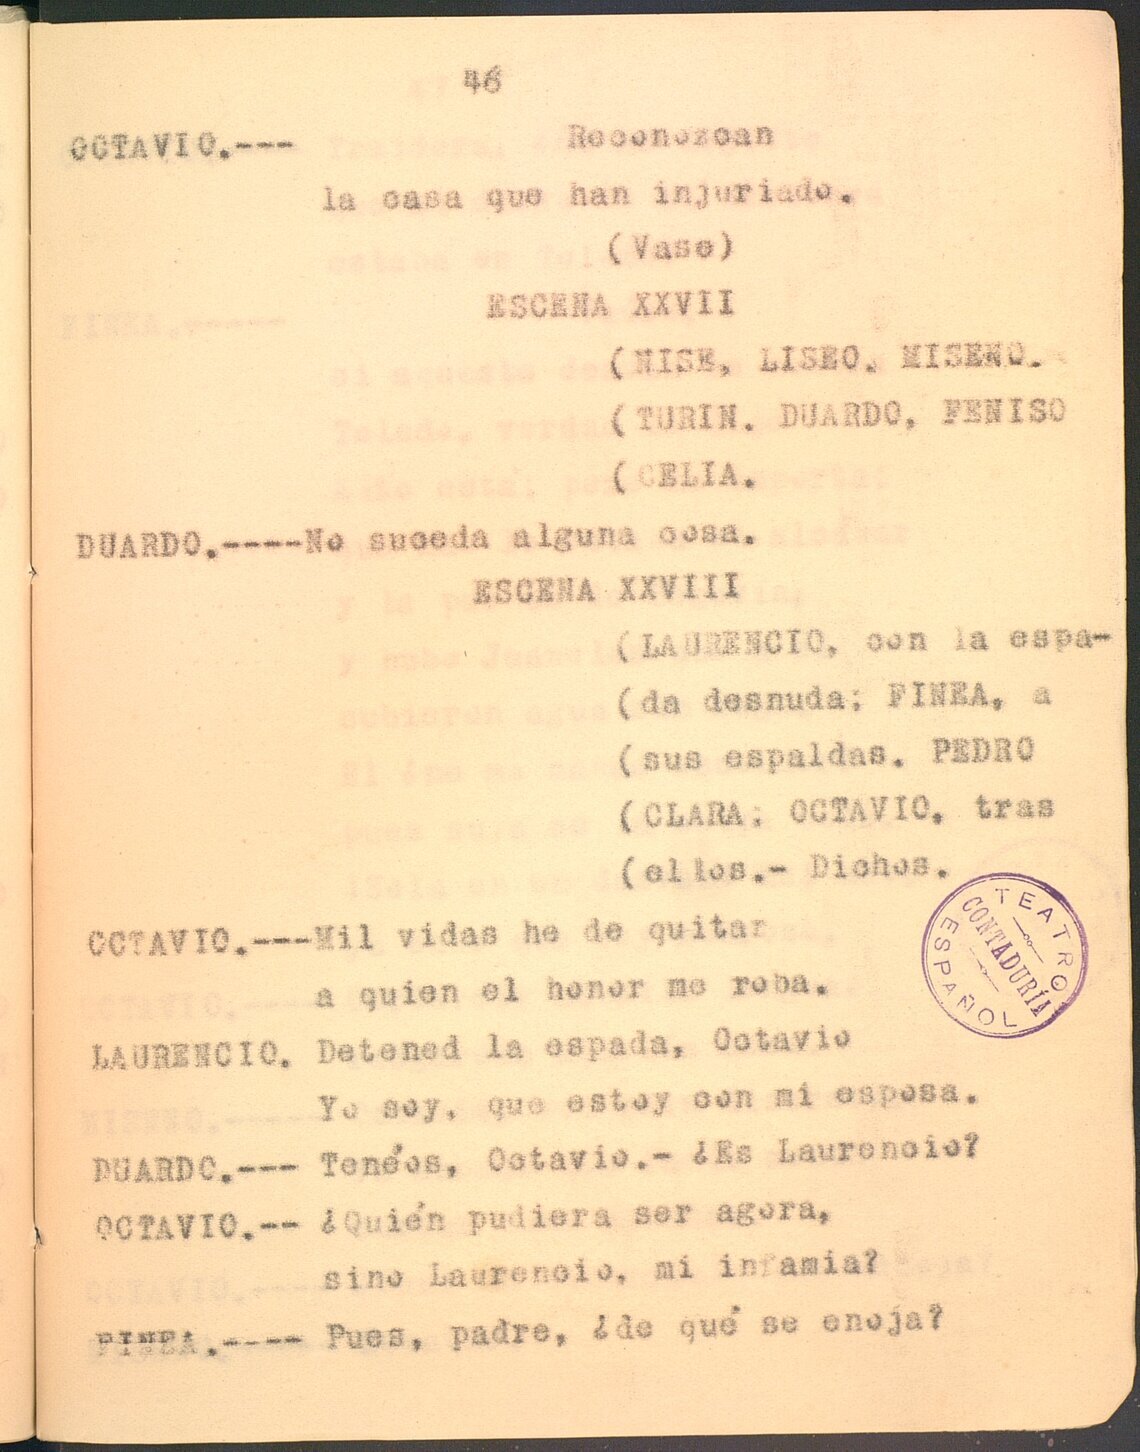 46
OCTAVIO.--- Reconozcan
la casa que han injuriado.
(Vase)
ESCENA XXVII
(NISE, LISEO, MISENO.
(TURIN. DUARDO, FENISO
(CELIA.
DUARDO.----No suceda alguna cosa.
ESCENA XXVIII
(LAURENCIO, con la espa-
(da desnuda; FINEA, a
(sus espaldas. PEDRO
(CLARA; OCTAVIO, tras
(ellos.- Dichos.
OCTAVIO.---Mil vidas he de quitar
a quien el honor me roba.
TEATRO ESPAÑOL
CONTADURÍA
LAURENCIO. Detened la espada, Octavio
Yo soy, que estoy con mi esposa.
DUARDO.--- Tenéos, Octavio.- ¿Es Laurencio?
OCTAVIO.-- ¿Quién pudiera ser agora,
sino Laurencio, mi infamia?
FINEA.---- Pues, padre, ¿de qué se enoja?